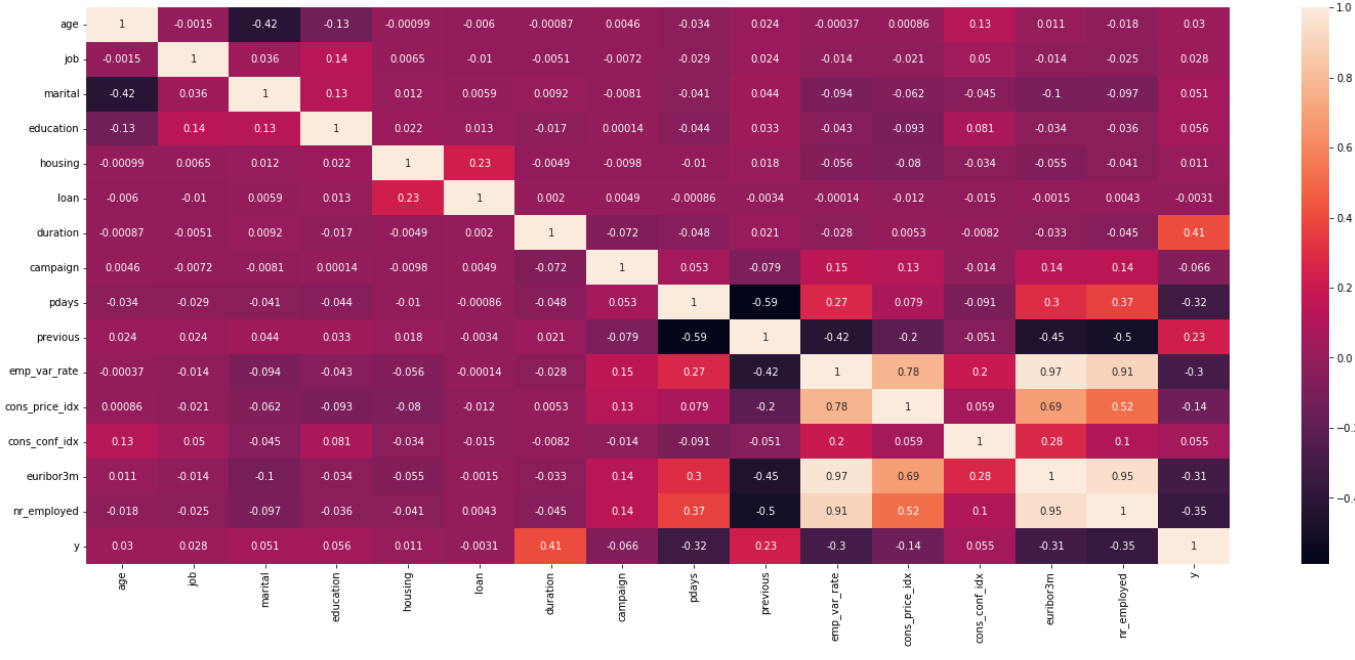 age 1 -0.0015 -0.42 -0.13 -0.00099 -0.006 -0.00087 0.0046 -0.034 0.024 -0.00037 0.00086 0.13 0.011 -0.018 0.03
job -0.0015 1 0.036 0.14 0.0065 -0.01 -0.0051 -0.0072 -0.029 0.024 -0.014 -0.021 0.05 -0.014 -0.025 0.028
marital -0.42 0.036 1 0.13 0.012 0.0059 0.0092 -0.0081 -0.041 0.044 -0.094 -0.062 -0.045 -0.1 -0.097 0.051
education -0.13 0.14 0.13 1 0.022 0.013 -0.017 0.00014 -0.044 0.033 -0.043 -0.093 0.081 -0.034 -0.036 0.056
housing -0.00099 0.0065 0.012 0.022 1 0.23 -0.0049 -0.0098 -0.01 0.018 -0.056 -0.08 -0.034 -0.055 -0.041 0.011
loan -0.006 -0.01 0.0059 0.013 0.23 1 0.002 0.0049 -0.00086 -0.0034 -0.00014 -0.012 -0.015 -0.0015 0.0043 -0.0031
duration -0.00087 -0.0051 0.0092 -0.017 -0.0049 0.002 1 -0.072 -0.048 0.021 -0.028 0.0053 -0.0082 -0.033 -0.045 0.41
campaign 0.0046 -0.0072 -0.0081 0.00014 -0.0098 0.0049 -0.072 1 0.053 -0.079 0.15 0.13 -0.014 0.14 0.14 -0.066
pdays -0.034 -0.029 -0.041 -0.044 -0.01 -0.00086 -0.048 0.053 1 -0.59 0.27 0.079 -0.091 0.3 0.37 -0.32
previous 0.024 0.024 0.044 0.033 0.018 -0.0034 0.021 -0.079 -0.59 1 -0.42 -0.2 -0.051 -0.45 -0.5 0.23
emp_var_rate -0.00037 -0.014 -0.094 -0.043 -0.056 -0.00014 -0.028 0.15 0.27 -0.42 1 0.78 0.2 0.97 0.91 -0.3
cons_price_idx 0.00086 -0.021 -0.062 -0.093 -0.08 -0.012 0.0053 0.13 0.079 -0.2 0.78 1 0.059 0.69 0.52 -0.14
cons_conf_idx 0.13 0.05 -0.045 0.081 -0.034 -0.015 -0.0082 -0.014 -0.091 -0.051 0.2 0.059 1 0.28 0.1 0.055
euribor3m 0.011 -0.014 -0.1 -0.034 -0.055 -0.0015 -0.033 0.14 0.3 -0.45 0.97 0.69 0.28 1 0.95 -0.31
nr_employed -0.018 -0.025 -0.097 -0.036 -0.041 0.0043 -0.045 0.14 0.37 -0.5 0.91 0.52 0.1 0.95 1 -0.35
y 0.03 0.028 0.051 0.056 0.011 -0.0031 0.41 -0.066 -0.32 0.23 -0.3 -0.14 0.055 -0.31 -0.35 1
age job marital education housing loan duration campaign pdays previous emp_var_rate cons_price_idx cons_conf_idx euribor3m nr_employed y
1.0
0.8
0.6
0.4
0.2
0.0